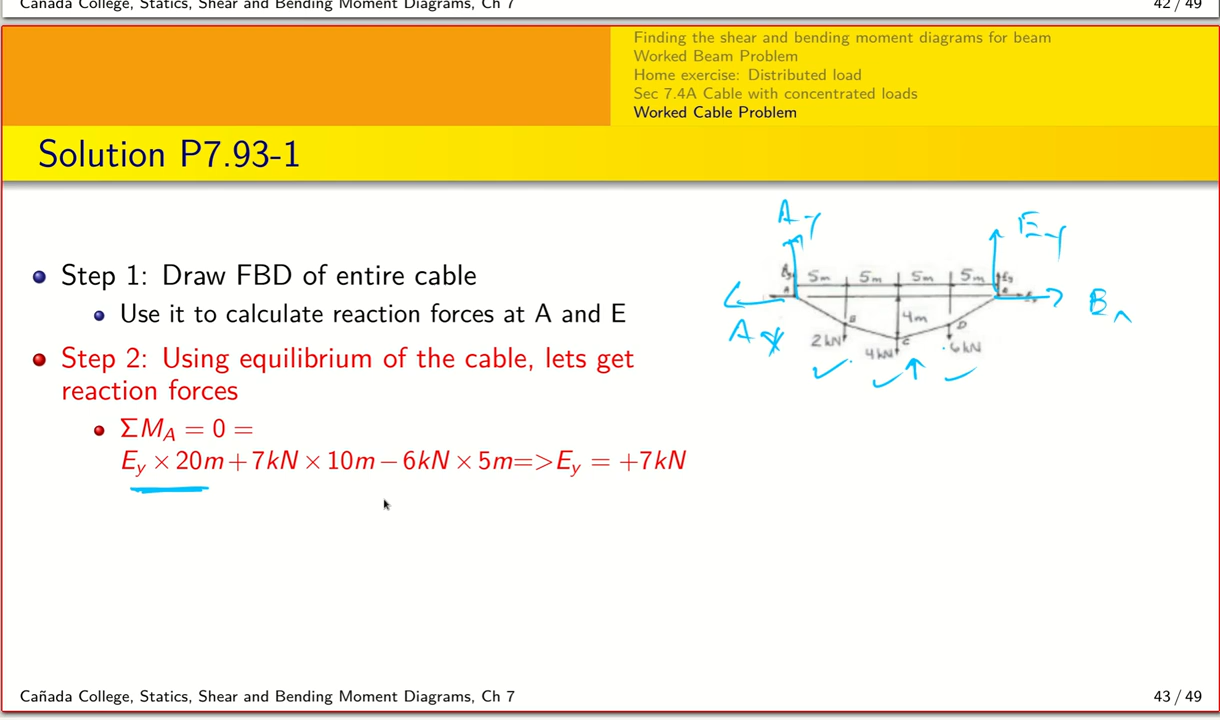 Cañada College, Statics, Shear and Bending Moment Diagrams, Ch 7
42 / 49
Finding the shear and bending moment diagrams for beam
Worked Beam Problem
Home exercise: Distributed load
Sec 7.4A Cable with concentrated loads
Worked Cable Problem
Solution P7.93-1
Step 1: Draw FBD of entire cable
Use it to calculate reaction forces at A and E
Step 2: Using equilibrium of the cable, lets get
reaction forces
ΣM_A = 0 =
E_y × 20m + 7kN × 10m − 6kN × 5m=>E_y = +7kN
A_y
E_y
5m 5m 5m 5m
A_x
B
4m
D
2kN
4kN
C
6kN
Cañada College, Statics, Shear and Bending Moment Diagrams, Ch 7
43 / 49